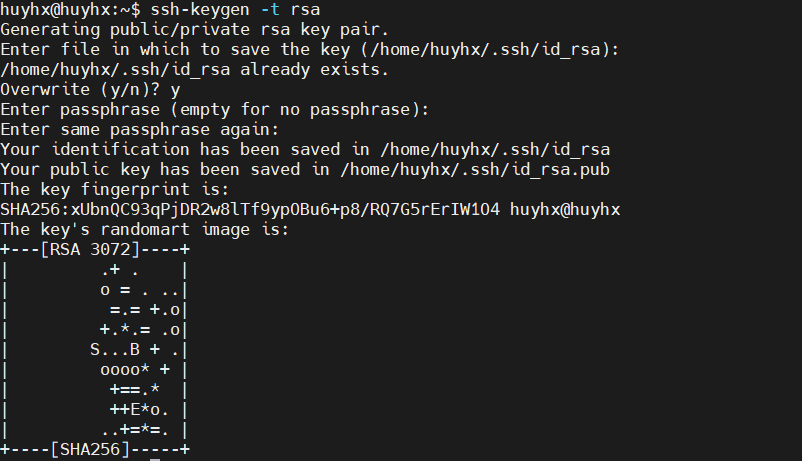 huyhx@huyhx:~$ ssh-keygen -t rsa
Generating public/private rsa key pair.
Enter file in which to save the key (/home/huyhx/.ssh/id_rsa):
/home/huyhx/.ssh/id_rsa already exists.
Overwrite (y/n)? y
Enter passphrase (empty for no passphrase):
Enter same passphrase again:
Your identification has been saved in /home/huyhx/.ssh/id_rsa
Your public key has been saved in /home/huyhx/.ssh/id_rsa.pub
The key fingerprint is:
SHA256:xUbnQC93qPjDR2w8lTf9ypOBu6+p8/RQ7G5rErIW1O4 huyhx@huyhx
The key's randomart image is:
+---[RSA 3072]----+
|         .+ .    |
|         o = . ..|
|          =.= +.o|
|         +.*.= .o|
|        S...B + .|
|         oooo* + |
|          +==.*  |
|          ++E*o. |
|         ..+=*=. |
+----[SHA256]-----+